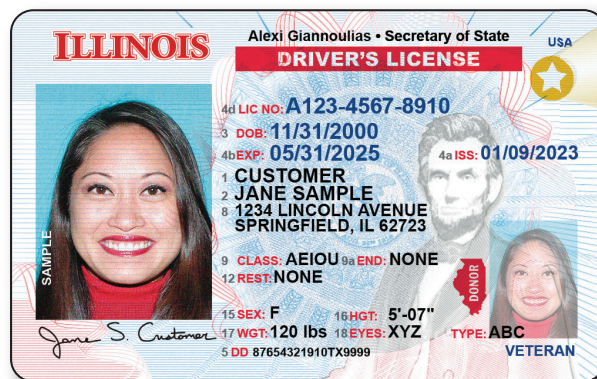 ILLINOIS
Alexi Giannoulias • Secretary of State
USA
DRIVER'S LICENSE
4d LIC NO: A123-4567-8910
3 DOB: 11/31/2000
4b EXP: 05/31/2025 4a ISS: 01/09/2023
1 CUSTOMER
2 JANE SAMPLE
8 1234 LINCOLN AVENUE
SPRINGFIELD, IL 62723
9 CLASS: AEIOU 9a END: NONE
12 REST: NONE
SAMPLE
DONOR
15 SEX: F 16 HGT: 5'-07"
17 WGT: 120 lbs 18 EYES: XYZ TYPE: ABC
Jane S. Customer
5 DD 87654321910TX9999
VETERAN